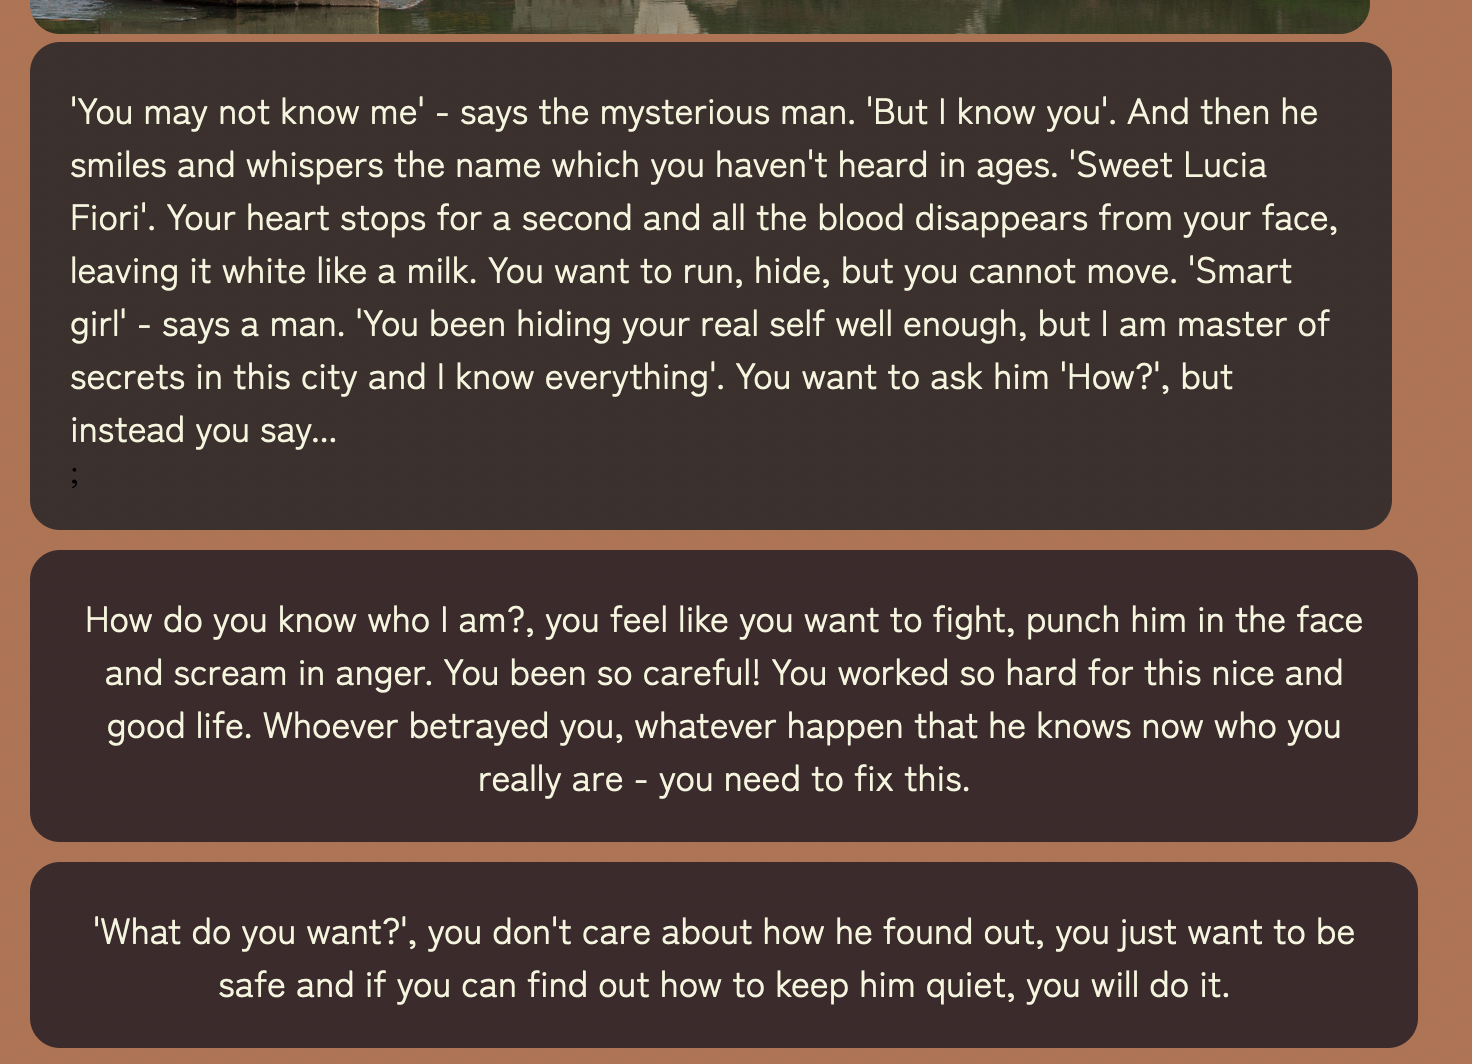 'You may not know me' - says the mysterious man. 'But I know you'. And then he
smiles and whispers the name which you haven't heard in ages. 'Sweet Lucia
Fiori'. Your heart stops for a second and all the blood disappears from your face,
leaving it white like a milk. You want to run, hide, but you cannot move. 'Smart
girl' - says a man. 'You been hiding your real self well enough, but I am master of
secrets in this city and I know everything'. You want to ask him 'How?', but
instead you say...
;
How do you know who I am?, you feel like you want to fight, punch him in the face
and scream in anger. You been so careful! You worked so hard for this nice and
good life. Whoever betrayed you, whatever happen that he knows now who you
really are - you need to fix this.
'What do you want?', you don't care about how he found out, you just want to be
safe and if you can find out how to keep him quiet, you will do it.